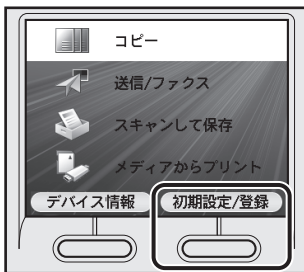 コピー
送信/ファクス
スキャンして保存
メディアからプリント
デバイス情報
初期設定/登録